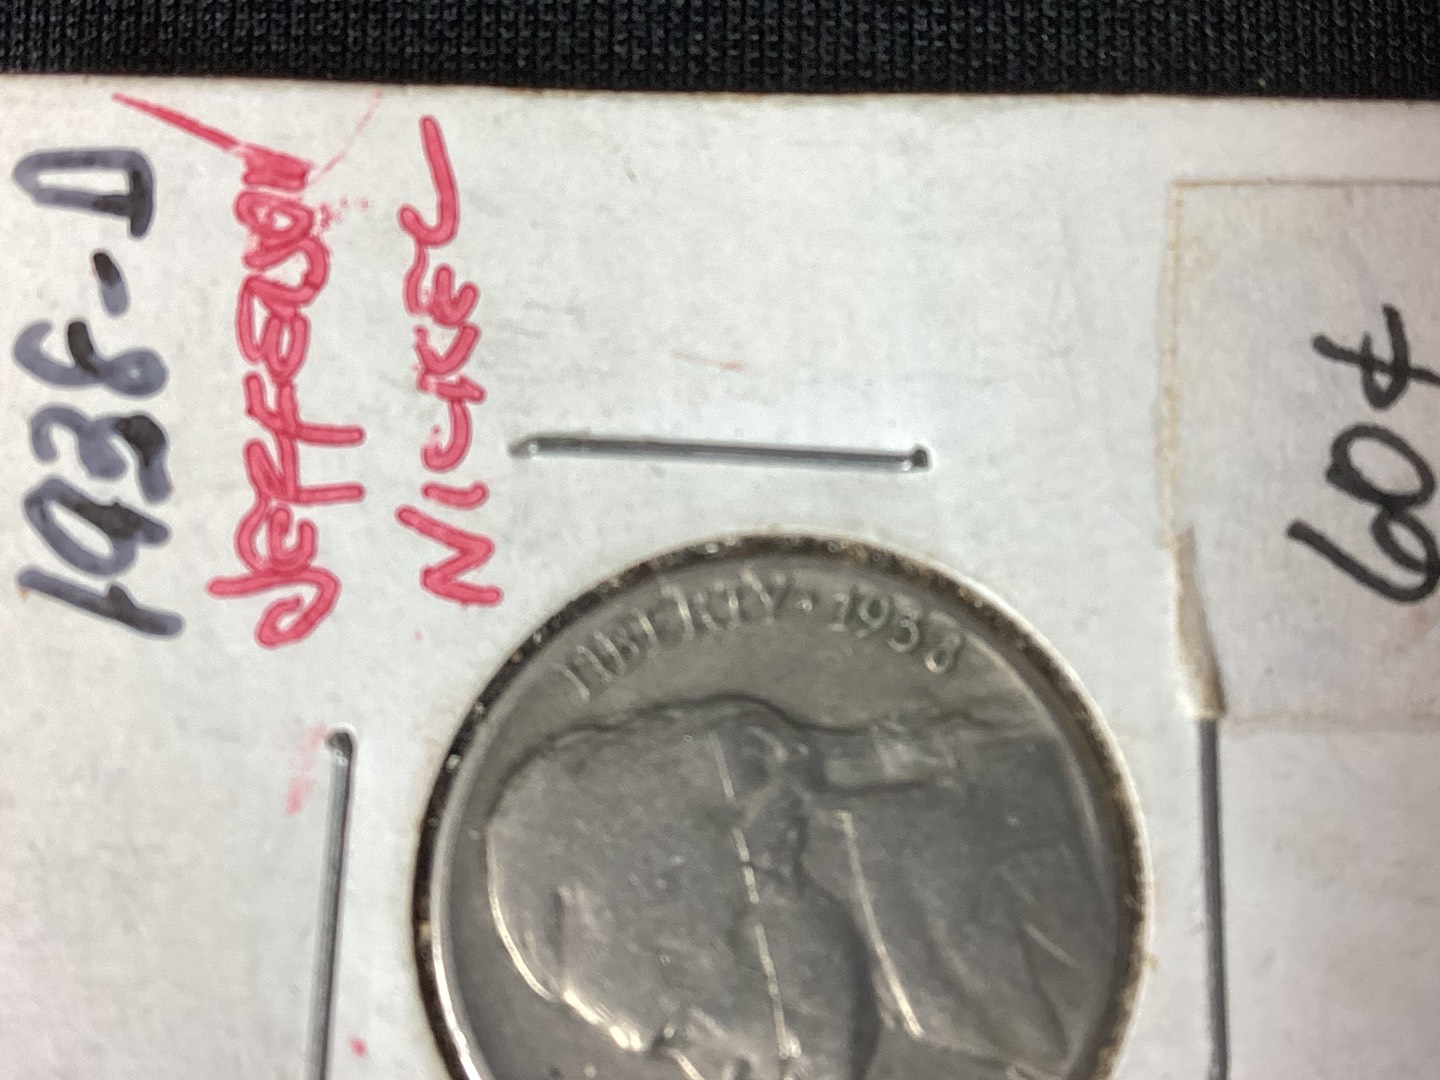 1938-D
JEFFERSON
NICKEL
60¢
LIBERTY · 1938